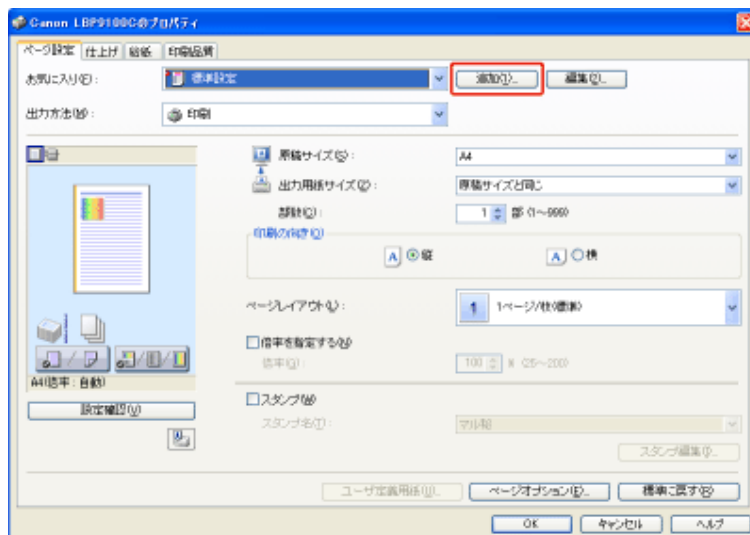 Canon LBP9100Cのプロパティ
ページ設定 仕上げ 給紙 印刷品質
お気に入り(F): 標準設定 追加(1)... 編集(2)...
出力方法(M): 印刷
原稿サイズ(S): A4
出力用紙サイズ(Z): 原稿サイズと同じ
部数(C): 1 部 (1~999)
印刷の向き(O)
A 縦 A 横
ページレイアウト(L): 1 1ページ/枚(標準)
倍率を指定する(N)
倍率(G): 100 % (25~200)
A4(倍率: 自動)
スタンプ(W)
設定確認(V)
スタンプ名(T): マル秘
スタンプ編集(I)...
ユーザ定義用紙(U)... ページオプション(E)... 標準に戻す(R)
OK キャンセル ヘルプ